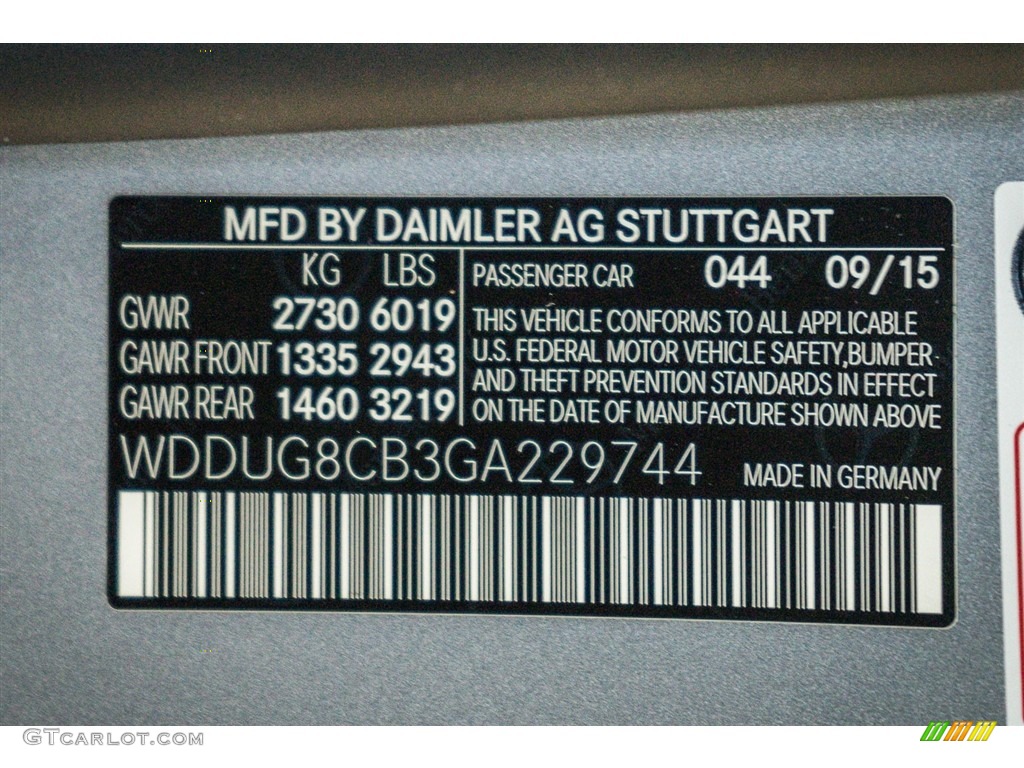 MFD BY DAIMLER AG STUTTGART
KG LBS
GVWR 2730 6019
GAWR FRONT 1335 2943
GAWR REAR 1460 3219
PASSENGER CAR 044 09/15
THIS VEHICLE CONFORMS TO ALL APPLICABLE
U.S. FEDERAL MOTOR VEHICLE SAFETY,BUMPER
AND THEFT PREVENTION STANDARDS IN EFFECT
ON THE DATE OF MANUFACTURE SHOWN ABOVE
WDDUG8CB3GA229744 MADE IN GERMANY
GTCARLOT.COM